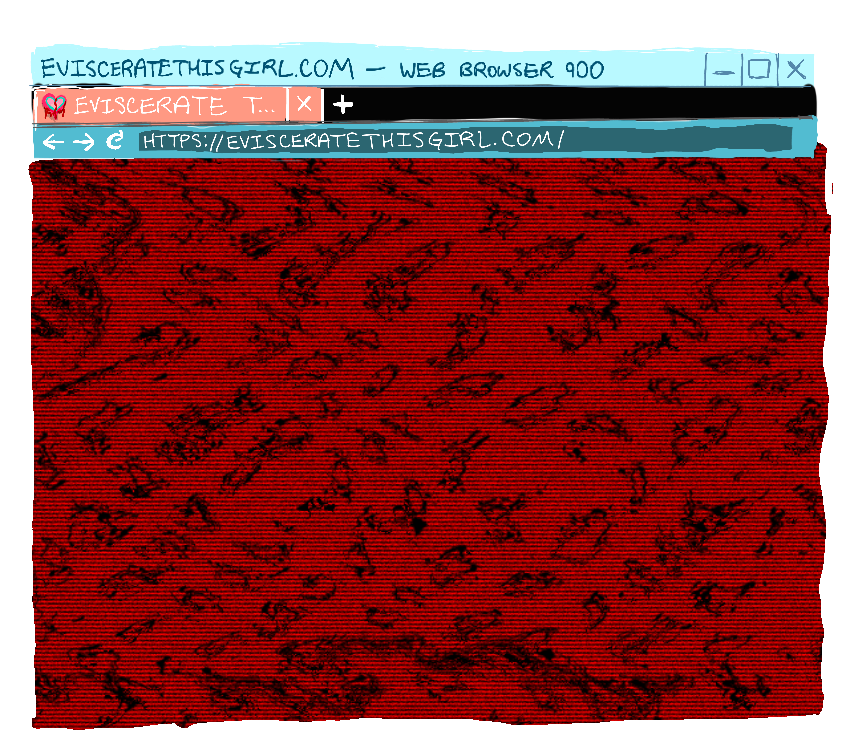 EVISCERATETHISGIRL.COM — WEB BROWSER 900
EVISCERATE T...
HTTPS://EVISCERATETHISGIRL.COM/